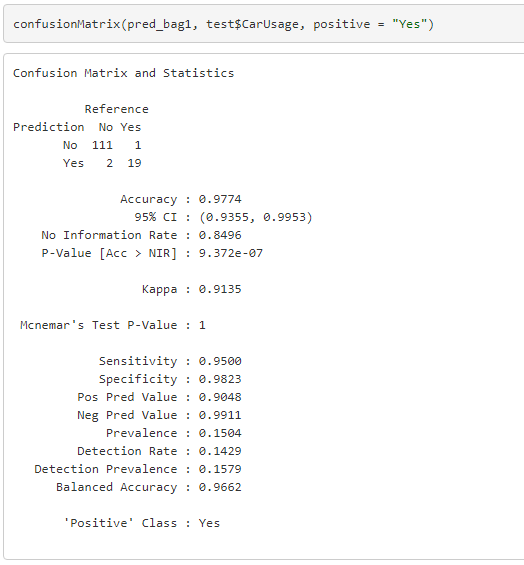 confusionMatrix(pred_bag1, test$CarUsage, positive = "Yes")
Confusion Matrix and Statistics
Reference
Prediction No Yes
No 111 1
Yes 2 19
Accuracy : 0.9774
95% CI : (0.9355, 0.9953)
No Information Rate : 0.8496
P-Value [Acc > NIR] : 9.372e-07
Kappa : 0.9135
Mcnemar's Test P-Value : 1
Sensitivity : 0.9500
Specificity : 0.9823
Pos Pred Value : 0.9048
Neg Pred Value : 0.9911
Prevalence : 0.1504
Detection Rate : 0.1429
Detection Prevalence : 0.1579
Balanced Accuracy : 0.9662
'Positive' Class : Yes